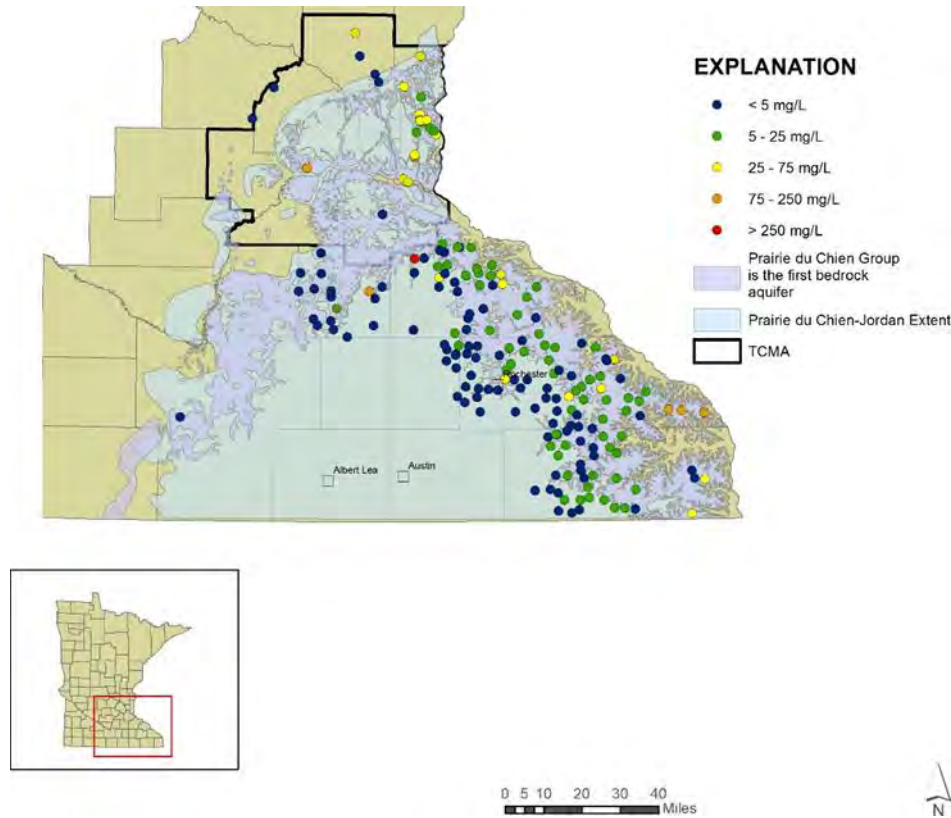 EXPLANATION
< 5 mg/L
5 - 25 mg/L
25 - 75 mg/L
75 - 250 mg/L
> 250 mg/L
Prairie du Chien Group
is the first bedrock
aquifer
Prairie du Chien-Jordan Extent
TCMA
Rochester
Albert Lea
Austin
0 5 10 20 30 40
Miles
N